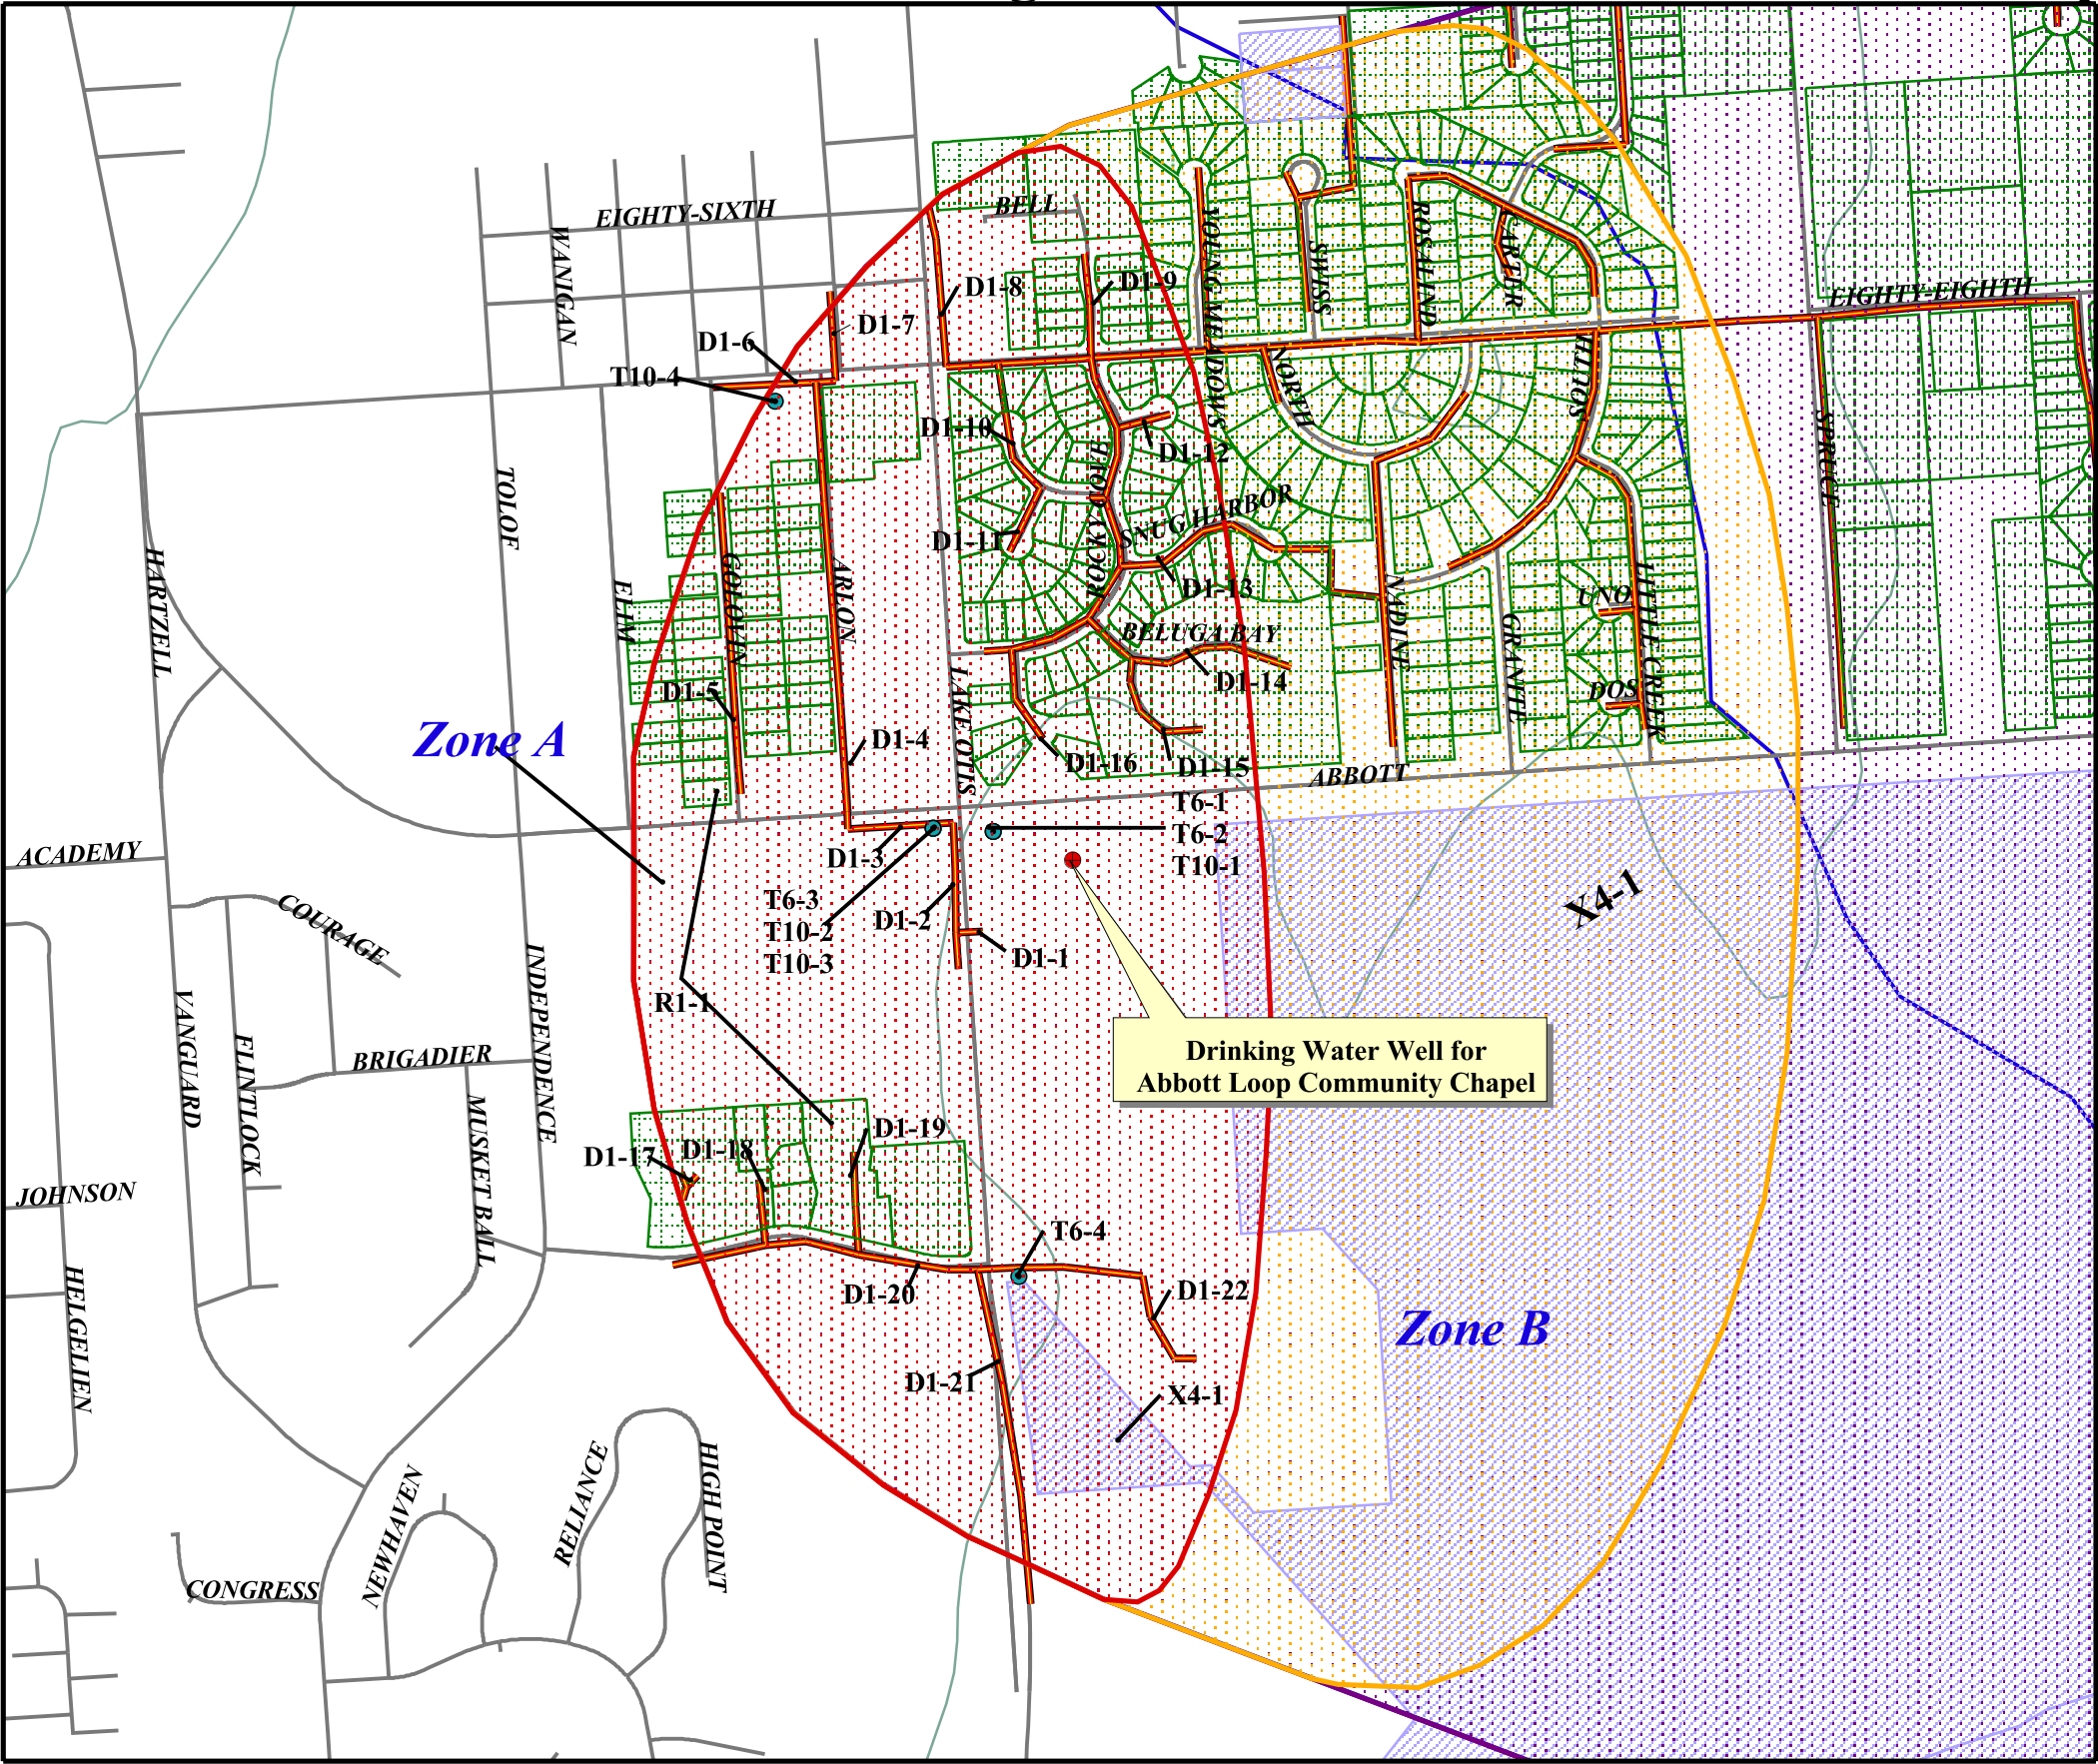 BELL
EIGHTY-SIXTH
WANIGAN
YOUNG MEADOWS
SWISS
ROSALIND
LARTER
D1-8
D1-9
EIGHTY-EIGHTH
D1-7
D1-6
T10-4
NORTH
D1-10
D1-12
SPRUCE
TOLOF
ROCKY
SNUG HARBOR
D1-11
HARTZELL
ELIM
GOLOVIN
ARLON
D1-13
NADINE
UNO
LITTLE CREEK
BELUGA BAY
GRANITE
D1-5
D1-14
DOS
LAKE OTIS
Zone A
D1-4
D1-16
D1-15
ABBOTT
T6-1
T6-2
T10-1
ACADEMY
D1-3
X4-1
T6-3
T10-2
T10-3
D1-2
COURAGE
D1-1
INDEPENDENCE
R1-1
VANGUARD
FLINTLOCK
BRIGADIER
Drinking Water Well for
Abbott Loop Community Chapel
MUSKET BALL
D1-19
D1-17
D1-18
JOHNSON
T6-4
D1-20
D1-22
HELGELIEN
Zone B
D1-21
X4-1
NEWHAVEN
RELIANCE
HIGH POINT
CONGRESS